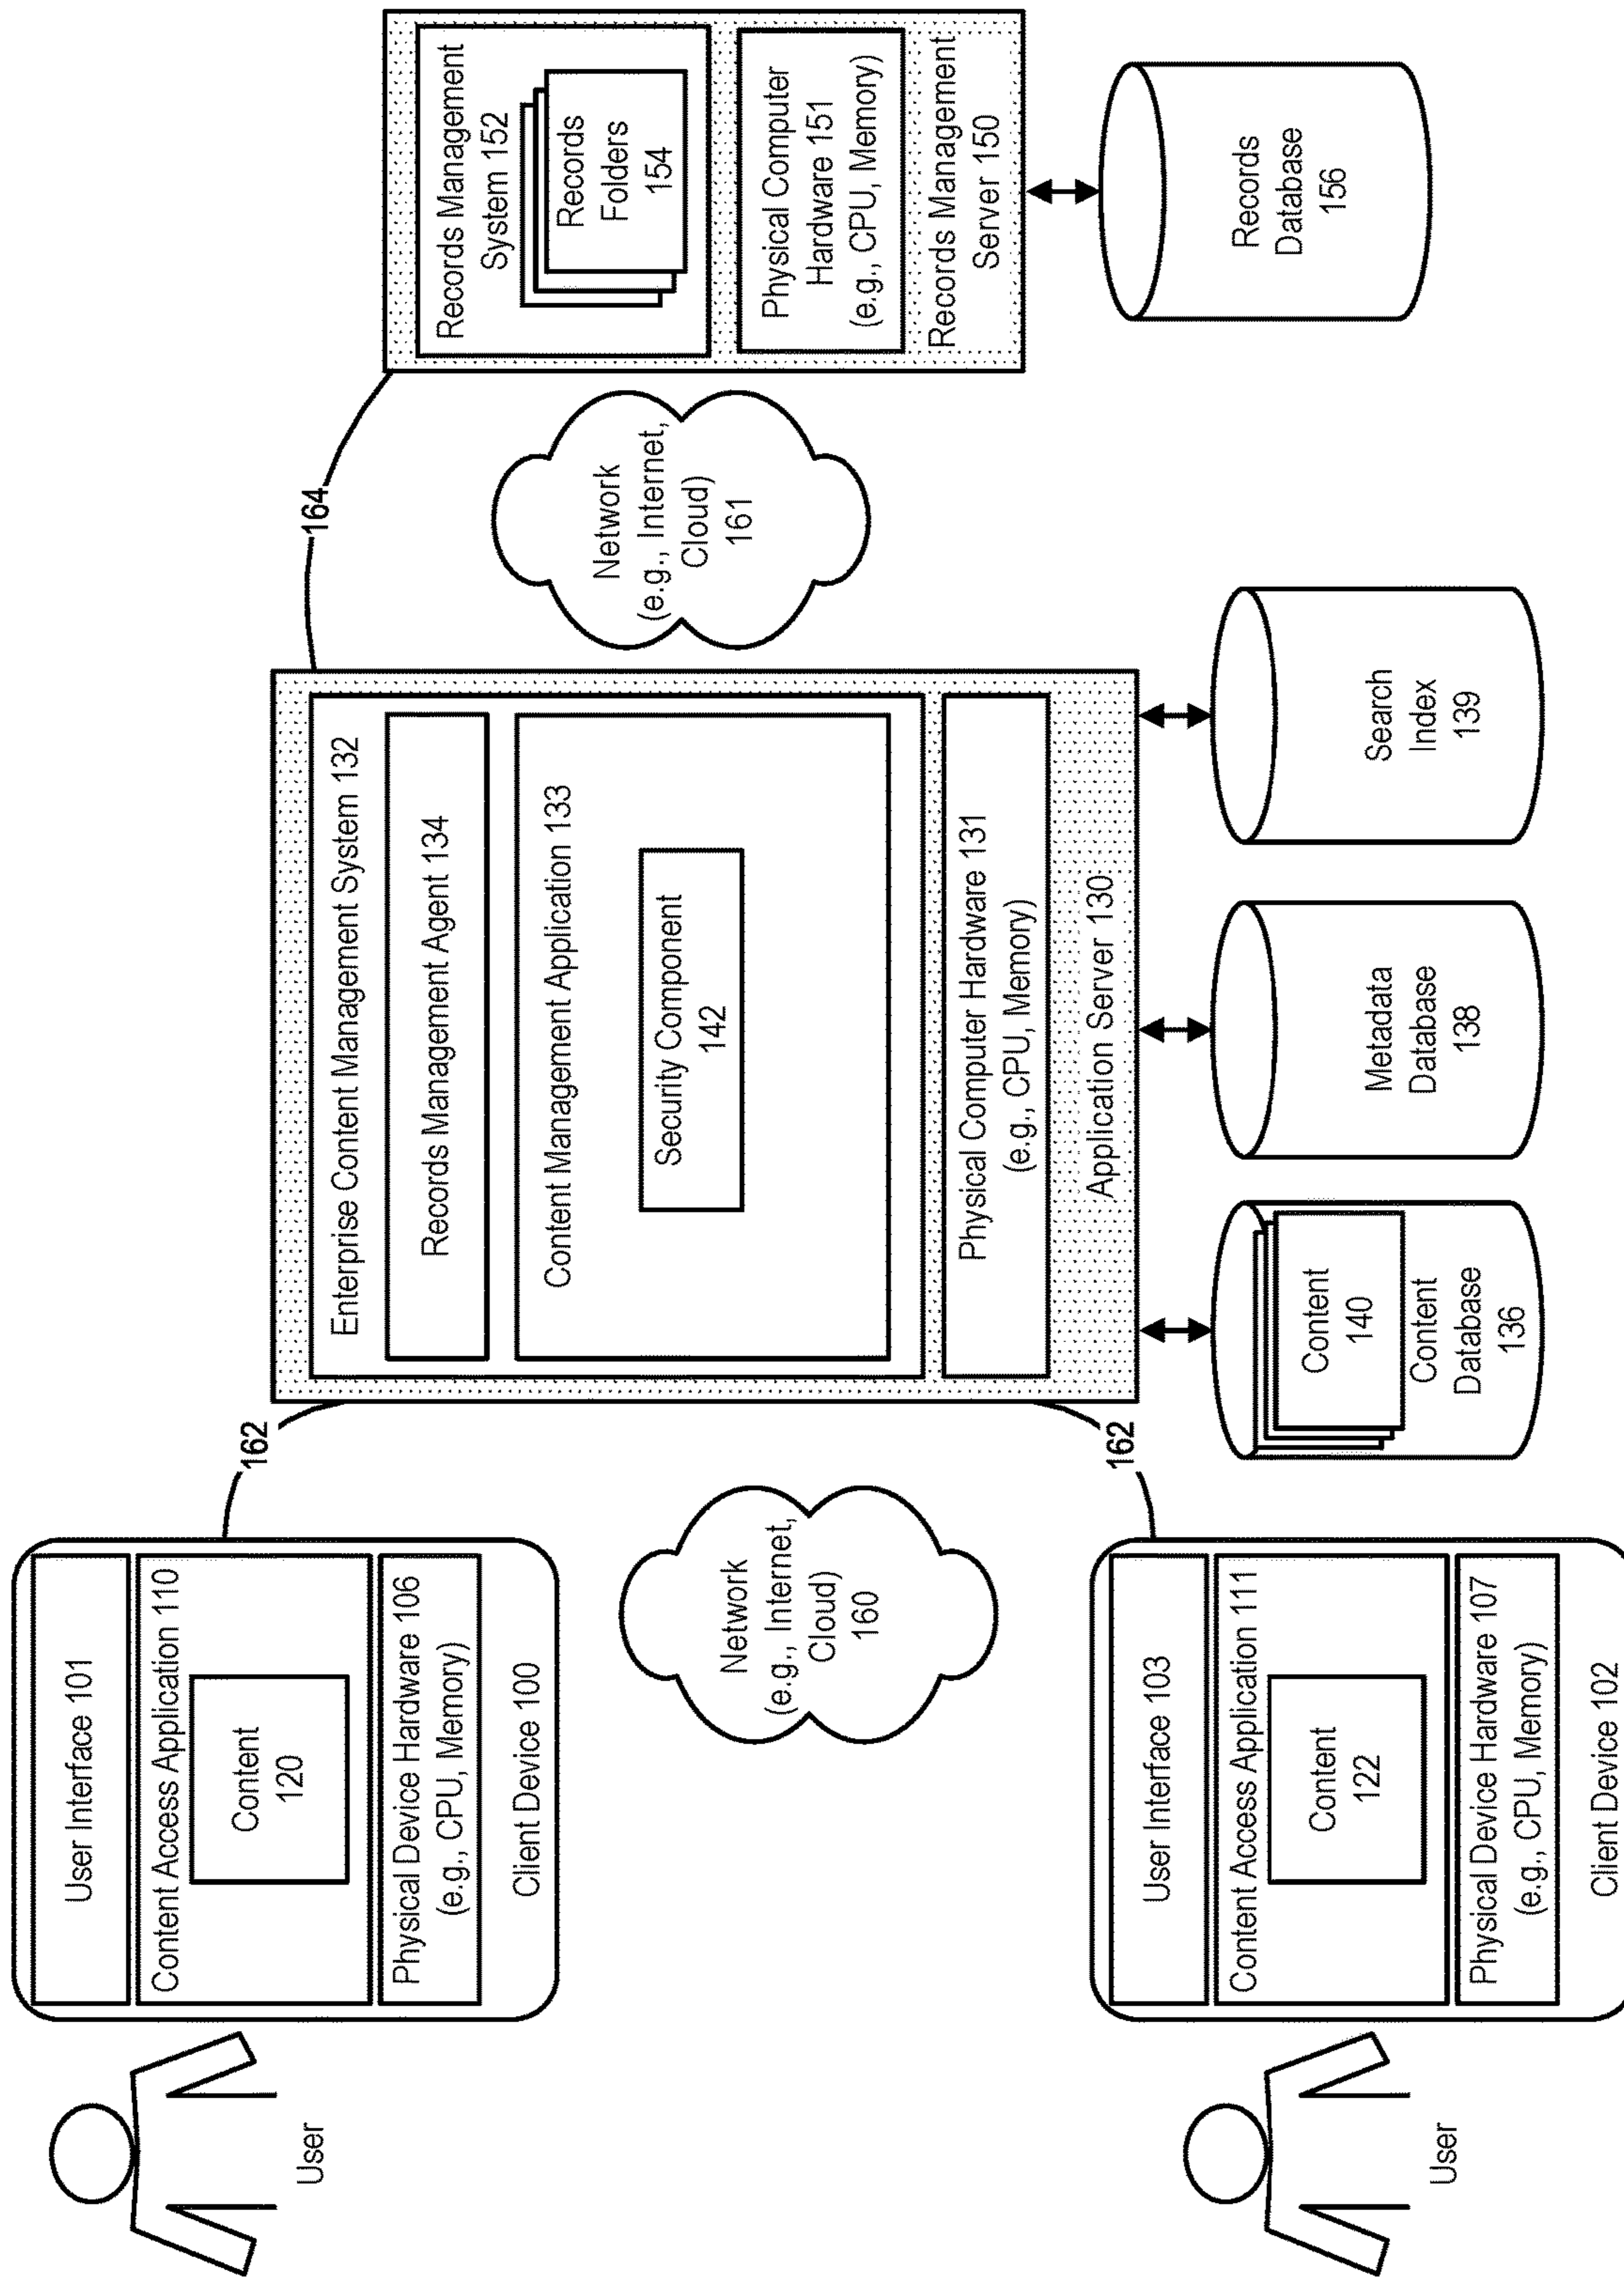 User
User Interface 101
Content Access Application 110
Content
120
Physical Device Hardware 106
(e.g., CPU, Memory)
Client Device 100
User
User Interface 103
Content Access Application 111
Content
122
Physical Device Hardware 107
(e.g., CPU, Memory)
Client Device 102
Network
(e.g., Internet,
Cloud)
160
162
162
Enterprise Content Management System 132
Records Management Agent 134
Content Management Application 133
Security Component
142
Physical Computer Hardware 131
(e.g., CPU, Memory)
Application Server 130
Content
140
Content
Database
136
Metadata
Database
138
Search
Index
139
164
Network
(e.g., Internet,
Cloud)
161
Records Management
System 152
Records
Folders
154
Physical Computer
Hardware 151
(e.g., CPU, Memory)
Records Management
Server 150
Records
Database
156